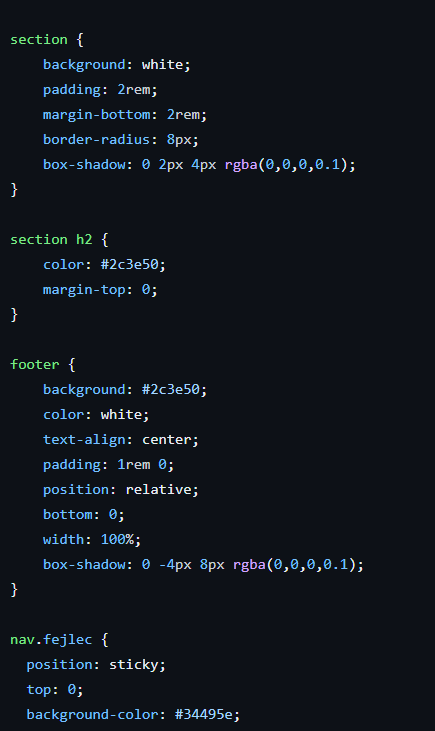 section {
    background: white;
    padding: 2rem;
    margin-bottom: 2rem;
    border-radius: 8px;
    box-shadow: 0 2px 4px rgba(0,0,0,0.1);
}
section h2 {
    color: #2c3e50;
    margin-top: 0;
}
footer {
    background: #2c3e50;
    color: white;
    text-align: center;
    padding: 1rem 0;
    position: relative;
    bottom: 0;
    width: 100%;
    box-shadow: 0 -4px 8px rgba(0,0,0,0.1);
}
nav.fejlec {
  position: sticky;
  top: 0;
  background-color: #34495e;